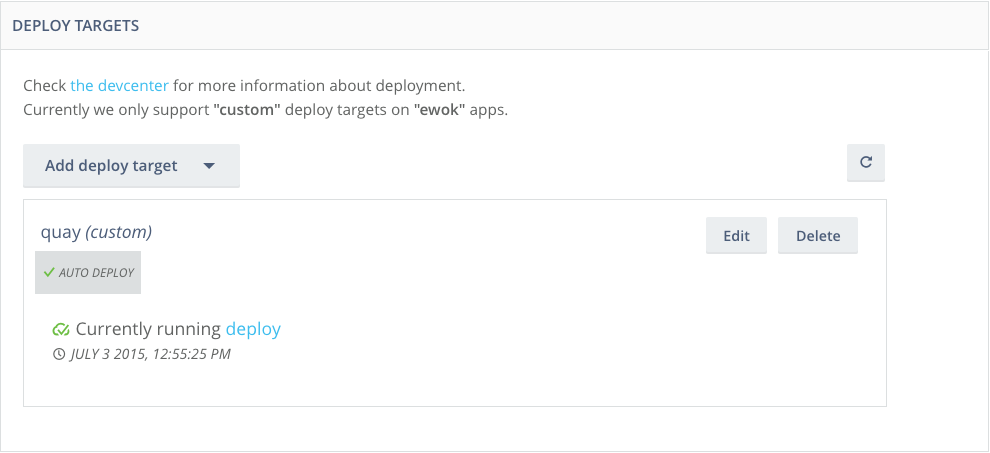 DEPLOY TARGETS
Check the devcenter for more information about deployment.
Currently we only support "custom" deploy targets on "ewok" apps.
Add deploy target
quay (custom)
Edit
Delete
AUTO DEPLOY
Currently running deploy
JULY 3 2015, 12:55:25 PM